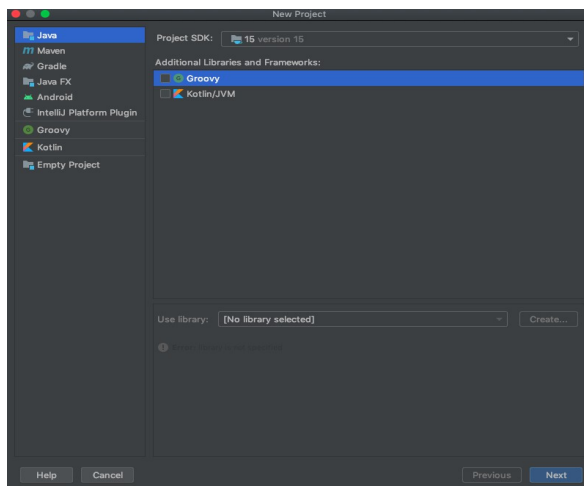 New Project
Java
Maven
Gradle
Java FX
Android
IntelliJ Platform Plugin
Groovy
Kotlin
Empty Project
Project SDK: 15 version 15
Additional Libraries and Frameworks:
Groovy
Kotlin/JVM
Use library: [No library selected] Create...
Help Cancel Previous Next